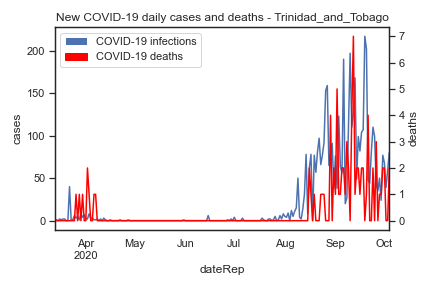 New COVID-19 daily cases and deaths - Trinidad_and_Tobago
COVID-19 infections
COVID-19 deaths
cases
200
150
100
50
0
deaths
7
6
5
4
3
2
1
0
Apr May Jun Jul Aug Sep Oct
2020
dateRep